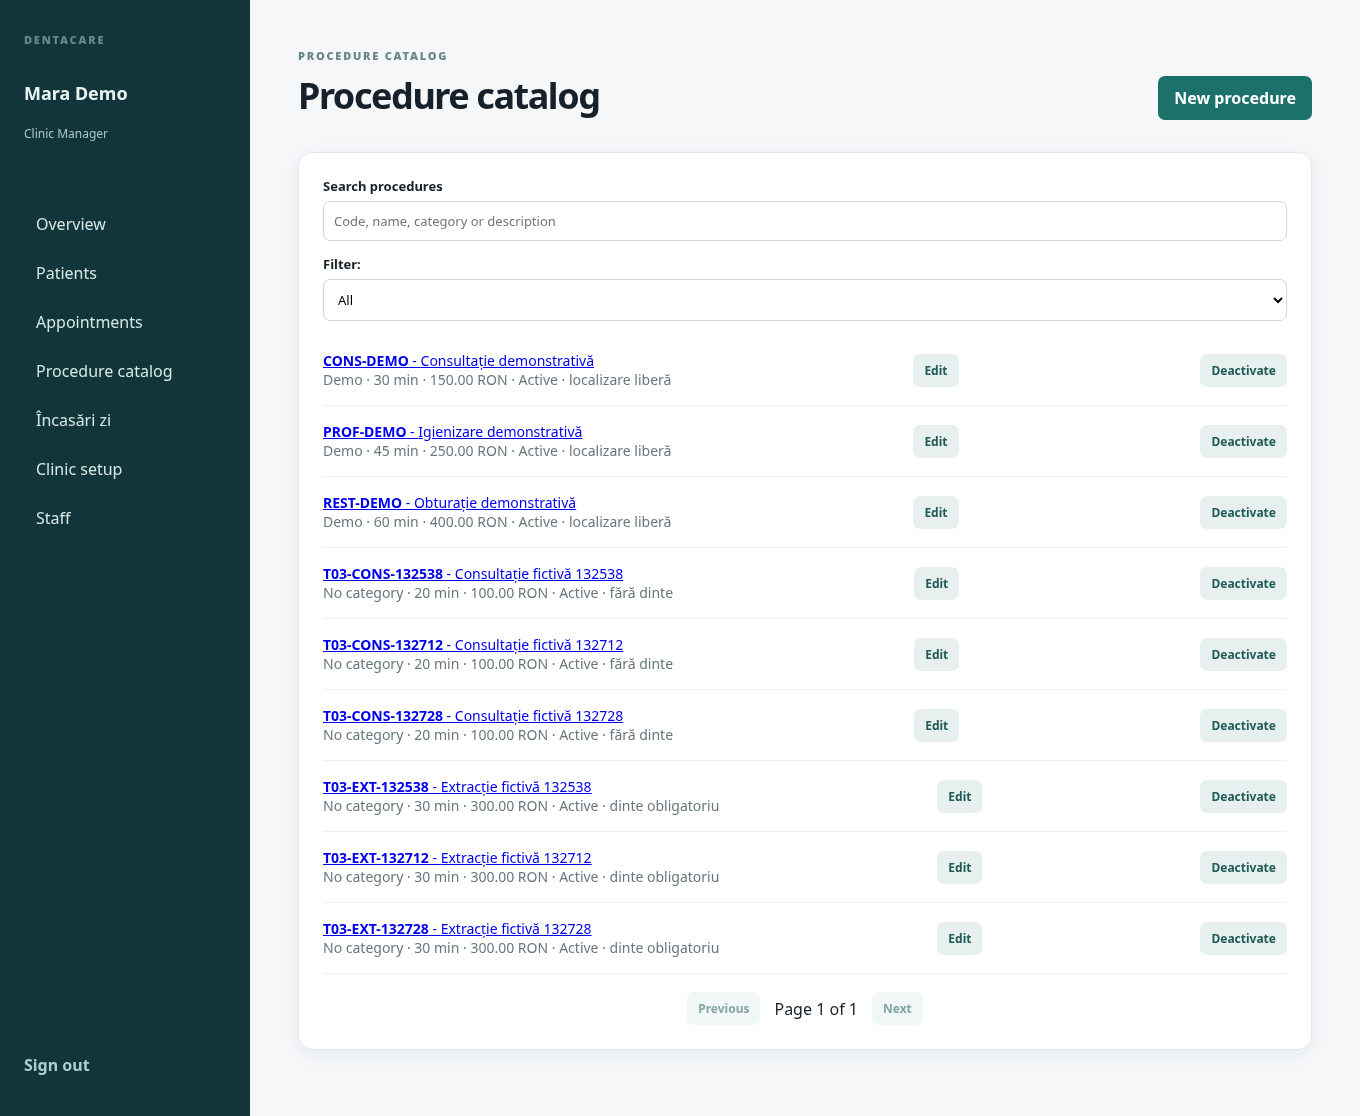 DENTACARE
Mara Demo
Clinic Manager
Overview
Patients
Appointments
Procedure catalog
Încasări zi
Clinic setup
Staff
Sign out
PROCEDURE CATALOG
Procedure catalog
New procedure
Search procedures
Code, name, category or description
Filter:
All
CONS-DEMO - Consultație demonstrativă
Demo · 30 min · 150.00 RON · Active · localizare liberă
Edit
Deactivate
PROF-DEMO - Igienizare demonstrativă
Demo · 45 min · 250.00 RON · Active · localizare liberă
Edit
Deactivate
REST-DEMO - Obturație demonstrativă
Demo · 60 min · 400.00 RON · Active · localizare liberă
Edit
Deactivate
T03-CONS-132538 - Consultație fictivă 132538
No category · 20 min · 100.00 RON · Active · fără dinte
Edit
Deactivate
T03-CONS-132712 - Consultație fictivă 132712
No category · 20 min · 100.00 RON · Active · fără dinte
Edit
Deactivate
T03-CONS-132728 - Consultație fictivă 132728
No category · 20 min · 100.00 RON · Active · fără dinte
Edit
Deactivate
T03-EXT-132538 - Extracție fictivă 132538
No category · 30 min · 300.00 RON · Active · dinte obligatoriu
Edit
Deactivate
T03-EXT-132712 - Extracție fictivă 132712
No category · 30 min · 300.00 RON · Active · dinte obligatoriu
Edit
Deactivate
T03-EXT-132728 - Extracție fictivă 132728
No category · 30 min · 300.00 RON · Active · dinte obligatoriu
Edit
Deactivate
Previous
Page 1 of 1
Next